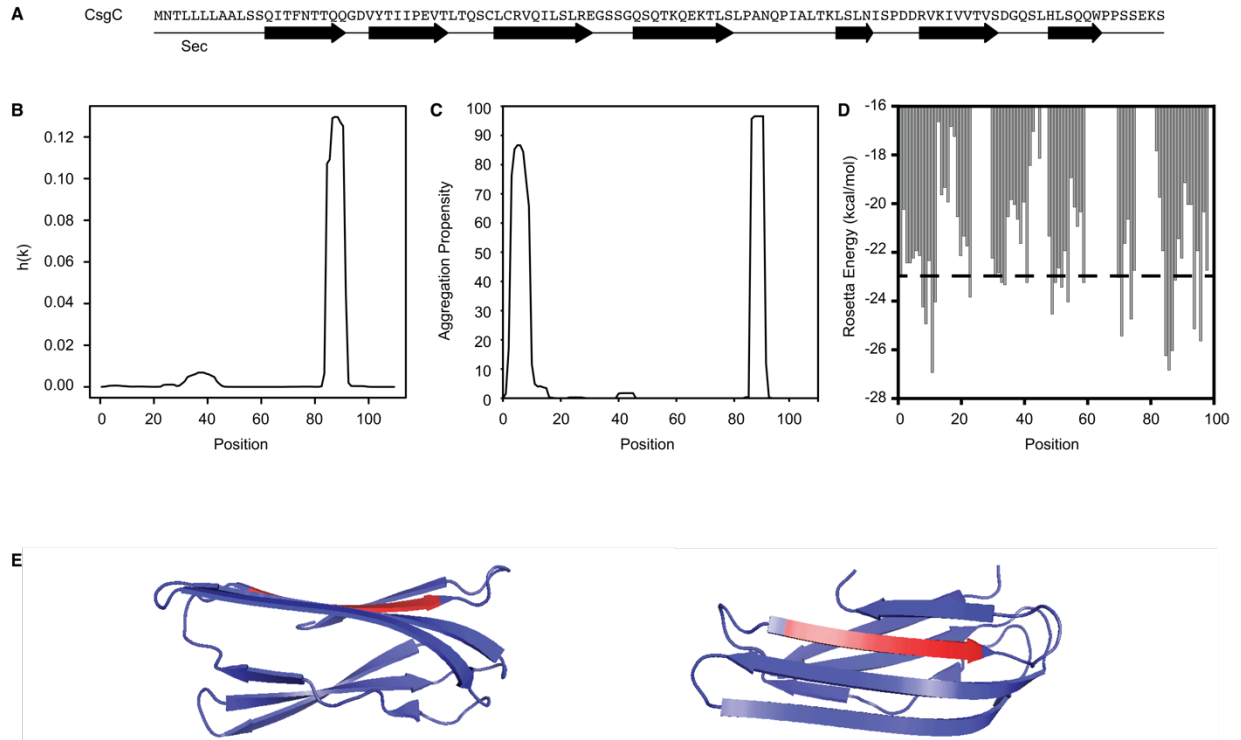 A CsgC MNTLLLLAALSSQITFNTTQQGDVYTIIPEVTLTQSCLCRVQILSLREGSSGQSQTKQEKTLSLPANQPIALTKLSLNISPDDRVKIVVTVSDGQSLHLSQQWPPSSEKS
Sec
B
h(k)
0.12
0.10
0.08
0.06
0.04
0.02
0.00
0 20 40 60 80 100
Position
C
Aggregation Propensity
100
90
80
70
60
50
40
30
20
10
0
0 20 40 60 80 100
Position
D
Rosetta Energy (kcal/mol)
-16
-18
-20
-22
-24
-26
-28
0 20 40 60 80 100
Position
E